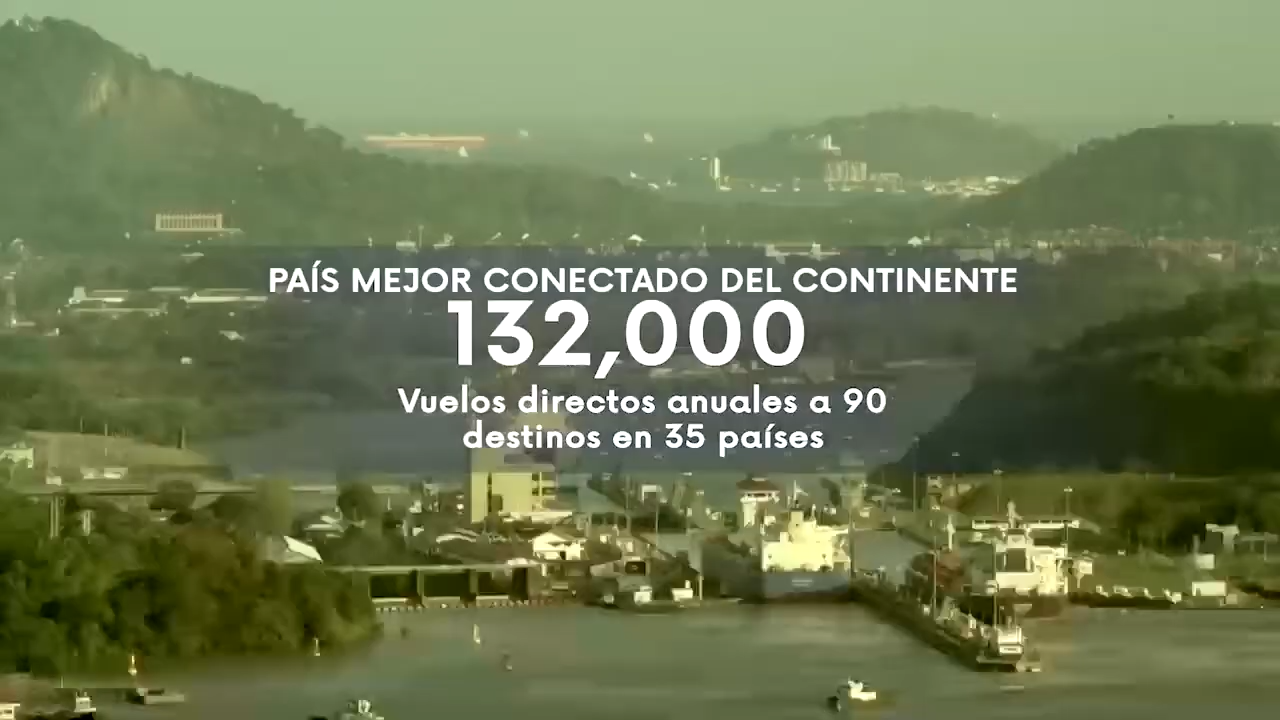 PAÍS MEJOR CONECTADO DEL CONTINENTE
132,000
Vuelos directos anuales a 90
destinos en 35 países